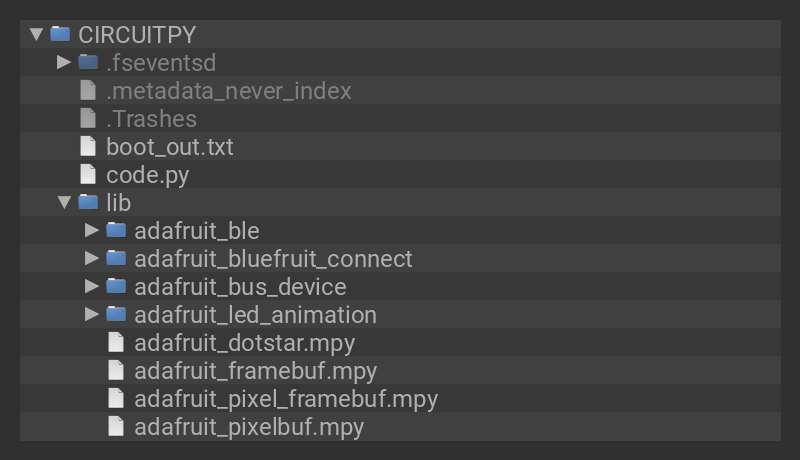 CIRCUITPY
.fseventsd
.metadata_never_index
.Trashes
boot_out.txt
code.py
lib
adafruit_ble
adafruit_bluefruit_connect
adafruit_bus_device
adafruit_led_animation
adafruit_dotstar.mpy
adafruit_framebuf.mpy
adafruit_pixel_framebuf.mpy
adafruit_pixelbuf.mpy